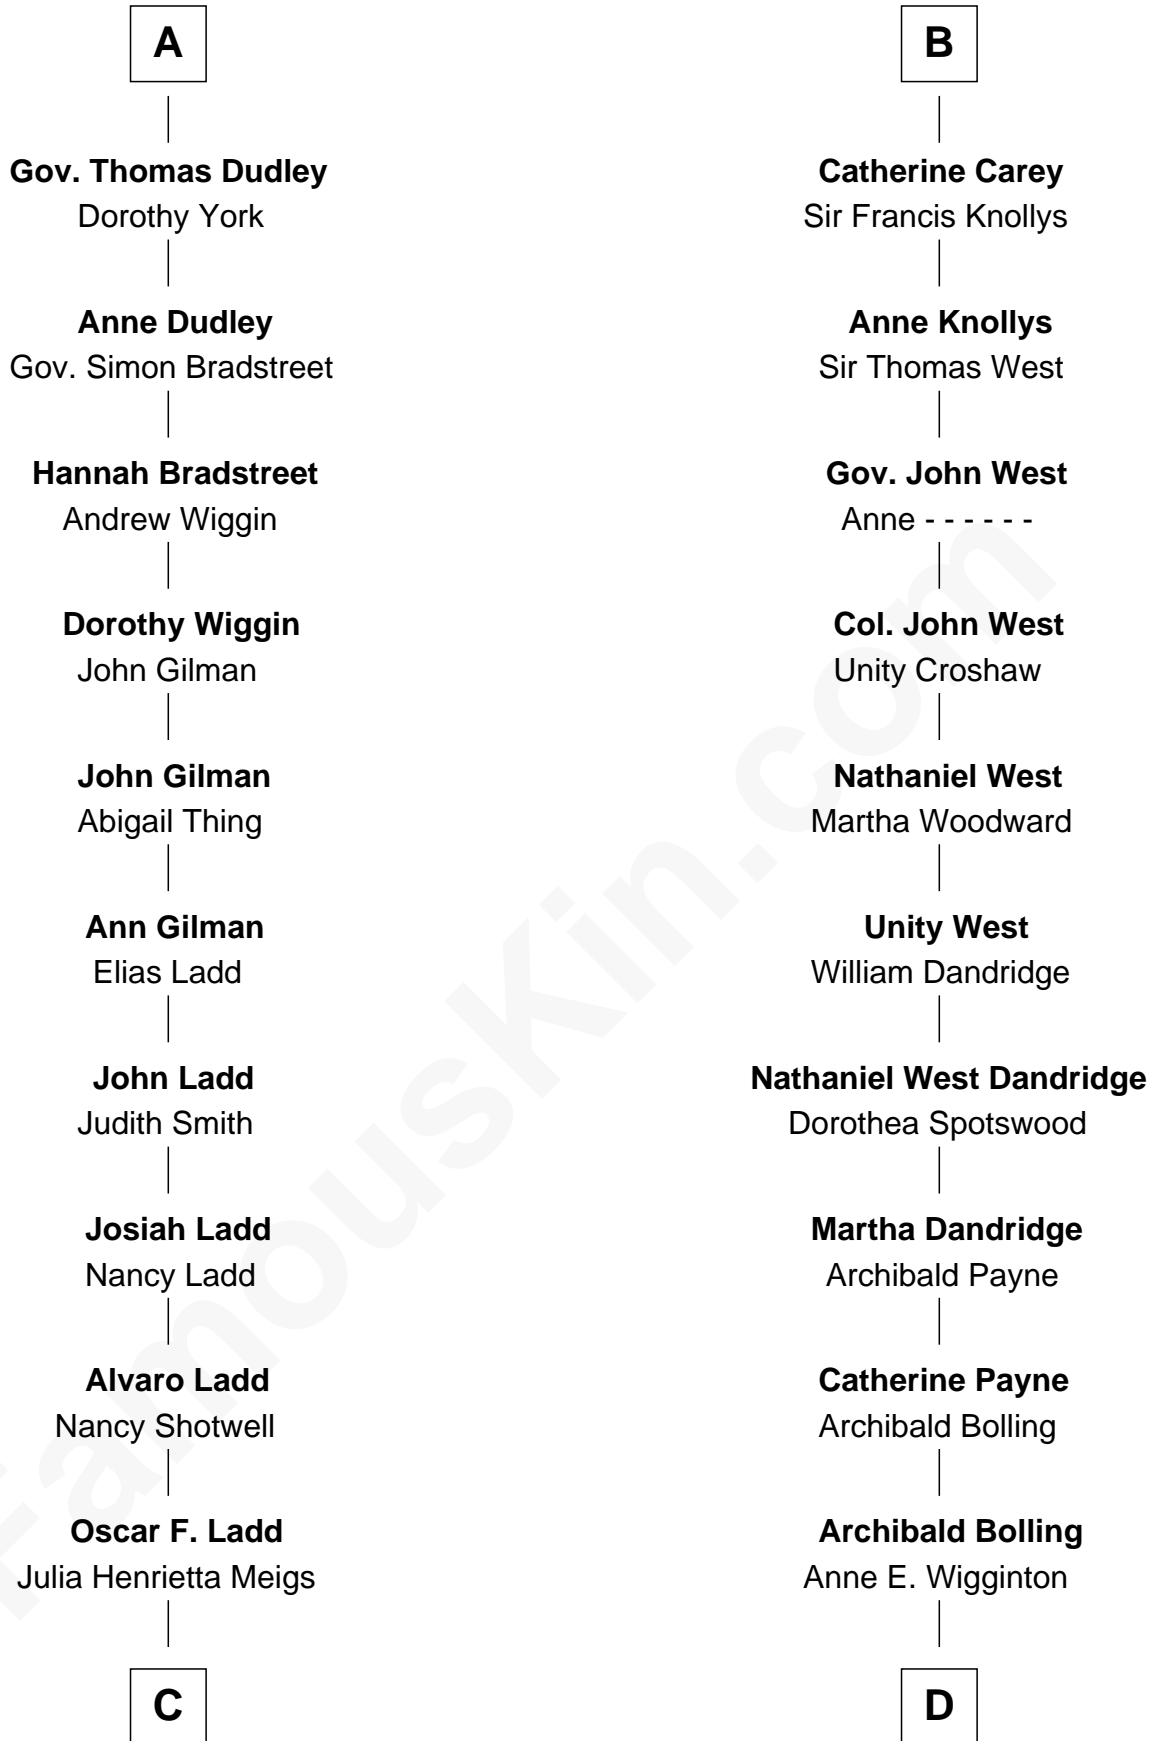 A
Gov. Thomas Dudley
Dorothy York
Anne Dudley
Gov. Simon Bradstreet
Hannah Bradstreet
Andrew Wiggin
Dorothy Wiggin
John Gilman
John Gilman
Abigail Thing
Ann Gilman
Elias Ladd
John Ladd
Judith Smith
Josiah Ladd
Nancy Ladd
Alvaro Ladd
Nancy Shotwell
Oscar F. Ladd
Julia Henrietta Meigs
C
B
Catherine Carey
Sir Francis Knollys
Anne Knollys
Sir Thomas West
Gov. John West
Anne - - - - - -
Col. John West
Unity Croshaw
Nathaniel West
Martha Woodward
Unity West
William Dandridge
Nathaniel West Dandridge
Dorothea Spotswood
Martha Dandridge
Archibald Payne
Catherine Payne
Archibald Bolling
Archibald Bolling
Anne E. Wigginton
D
FamousKin.com